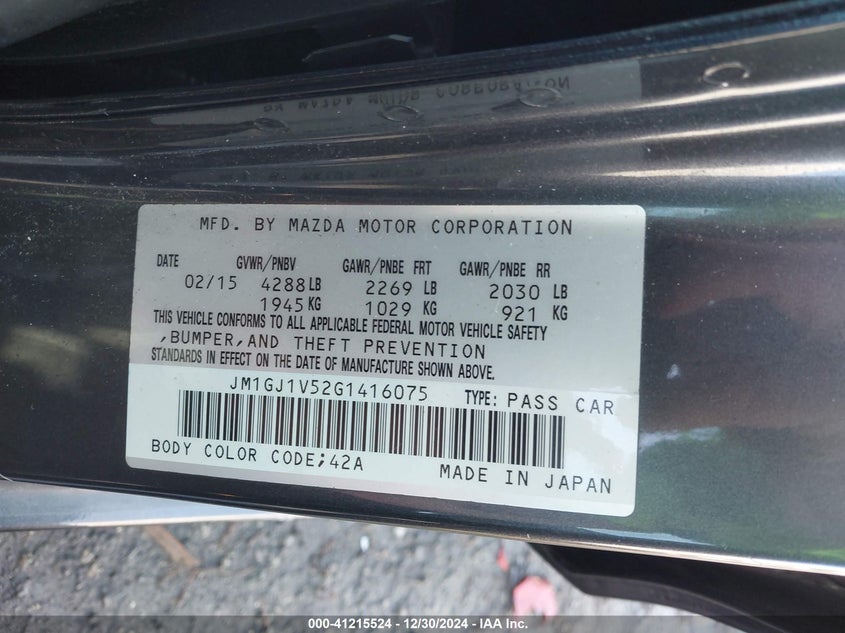 MFD. BY MAZDA MOTOR CORPORATION
DATE GVWR/PNBV GAWR/PNBE FRT GAWR/PNBE RR
02/15 4288 LB 2269 LB 2030 LB
1945 KG 1029 KG 921 KG
THIS VEHICLE CONFORMS TO ALL APPLICABLE FEDERAL MOTOR VEHICLE SAFETY
,BUMPER,AND THEFT PREVENTION
STANDARDS IN EFFECT ON THE DATE OF MANUFACTURE SHOWN ABOVE.
JM1GJ1V52G1416075 TYPE: PASS CAR
BODY COLOR CODE;42A
MADE IN JAPAN
000-41215524 - 12/30/2024 - IAA Inc.